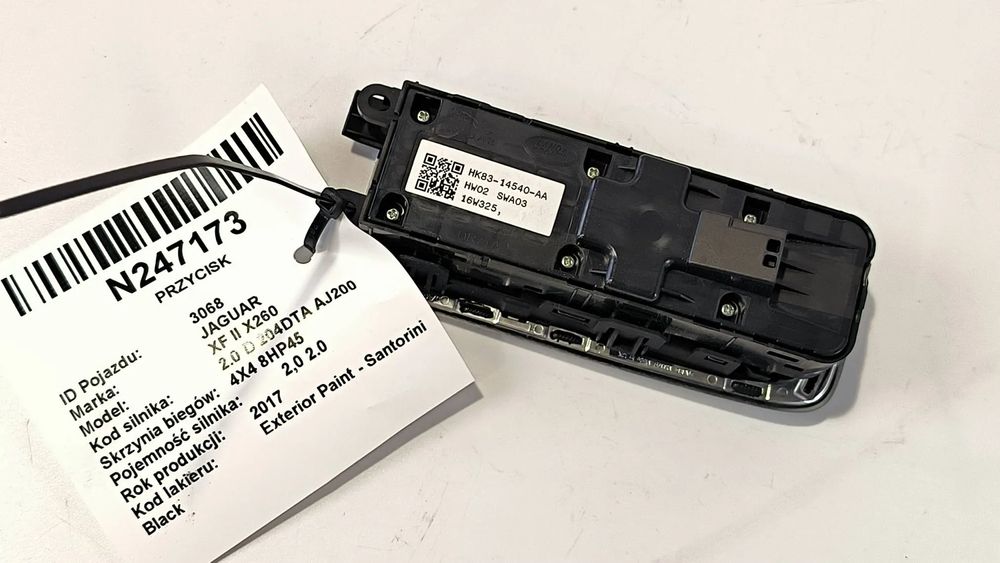 N247173
PRZYCISK
ID Pojazdu: 3068
Marka: JAGUAR
Model: XF II X260
Kod silnika: 2.0 D 204DTA AJ200
Skrzynia biegów: 4X4 8HP45
Pojemność silnika: 2.0 2.0
Rok produkcji: 2017
Kod lakieru: Exterior Paint - Santorini
Black
HK83-14540-AA
HW02 SWA03
16W325,